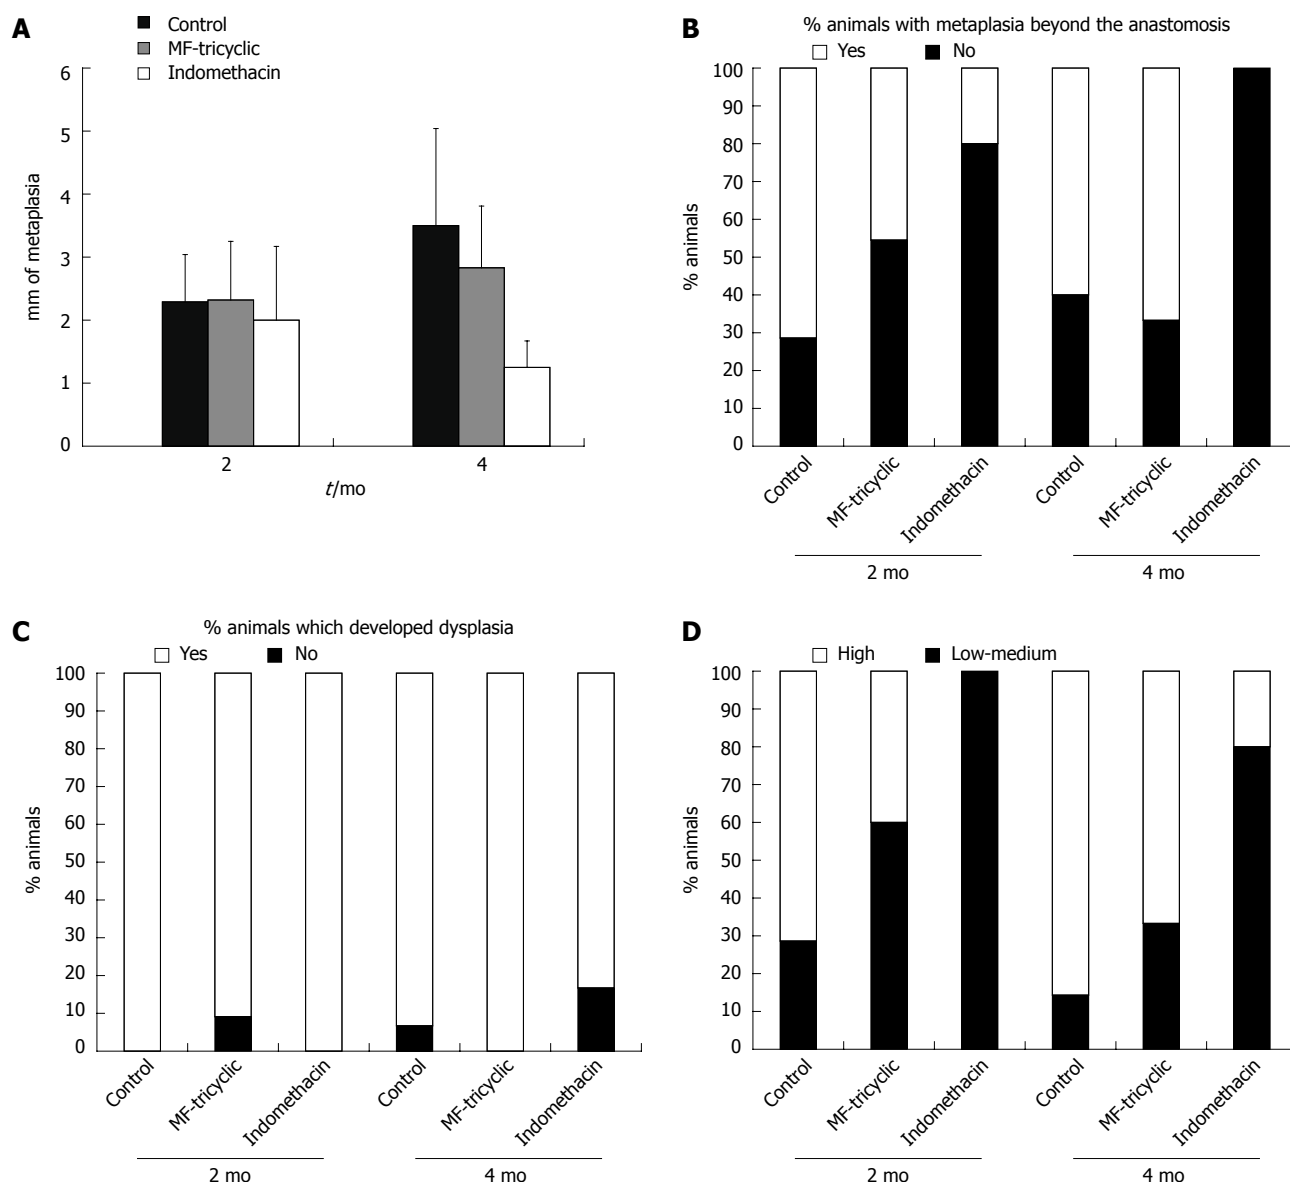 A
Control
MF-tricyclic
Indomethacin
6
5
4
3
2
1
0
mm of metaplasia
2
4
t/mo
B
% animals with metaplasia beyond the anastomosis
Yes
No
100
90
80
70
60
50
40
30
20
10
0
% animals
Control
MF-tricyclic
Indomethacin
Control
MF-tricyclic
Indomethacin
2 mo
4 mo
C
% animals which developed dysplasia
Yes
No
100
90
80
70
60
50
40
30
20
10
0
% animals
Control
MF-tricyclic
Indomethacin
Control
MF-tricyclic
Indomethacin
2 mo
4 mo
D
High
Low-medium
100
90
80
70
60
50
40
30
20
10
0
% animals
Control
MF-tricyclic
Indomethacin
Control
MF-tricyclic
Indomethacin
2 mo
4 mo